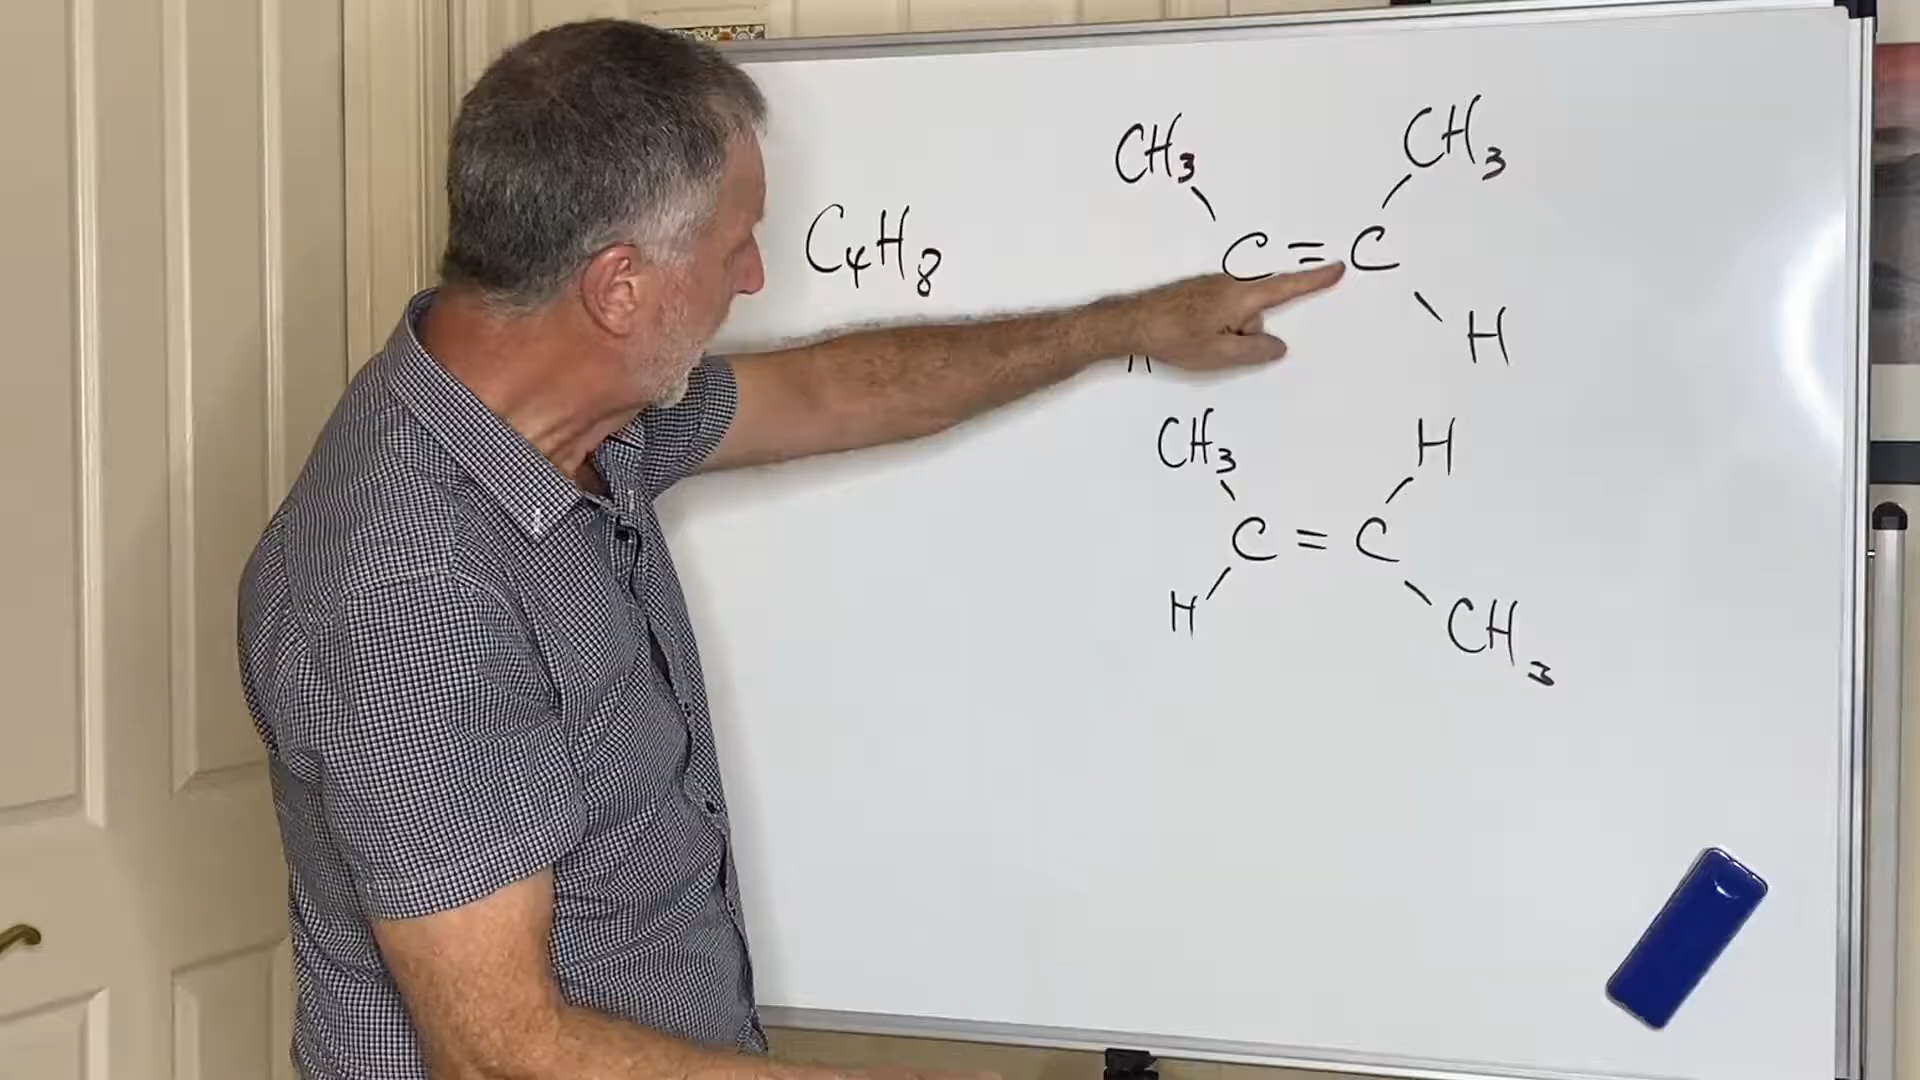 CH3 CH3
C4H8
C = C
H
CH3 H
C = C
H CH3